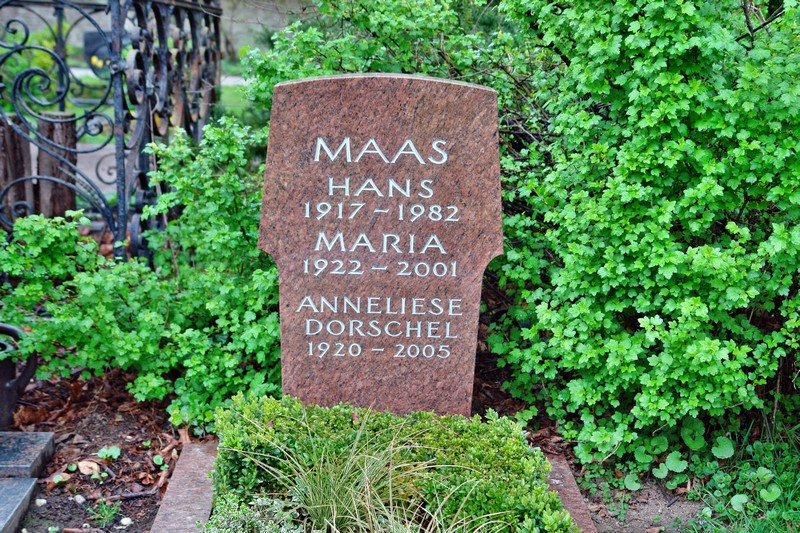 MAAS
HANS
1917 – 1982
MARIA
1922 – 2001
ANNELIESE
DORSCHEL
1920 – 2005